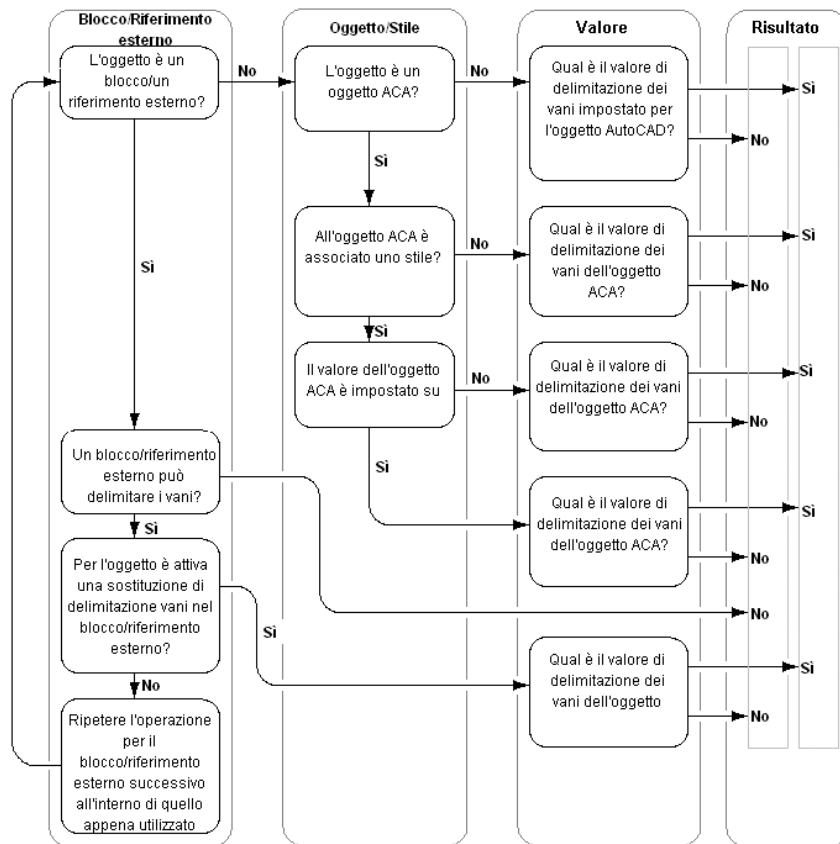 Blocco/Riferimento
esterno
Oggetto/Stile
Valore
Risultato
L'oggetto è un
blocco/un
riferimento esterno?
No
L'oggetto è un
oggetto ACA?
No
Qual è il valore di
delimitazione dei
vani impostato per
l'oggetto AutoCAD?
Sì
No
Sì
All'oggetto ACA è
associato uno stile?
No
Qual è il valore di
delimitazione dei
vani dell'oggetto
ACA?
Sì
No
Sì
Sì
Il valore dell'oggetto
ACA è impostato su
No
Qual è il valore di
delimitazione dei vani
dell'oggetto ACA?
Sì
No
Un blocco/riferimento
esterno può
delimitare i vani?
Sì
Qual è il valore di
delimitazione dei vani
dell'oggetto ACA?
Sì
No
Sì
Per l'oggetto è attiva
una sostituzione di
delimitazione vani nel
blocco/riferimento
esterno?
No
Sì
Qual è il valore di
delimitazione dei
vani dell'oggetto
Sì
No
No
Ripetere l'operazione
per il
blocco/riferimento
esterno successivo
all'interno di quello
appena utilizzato